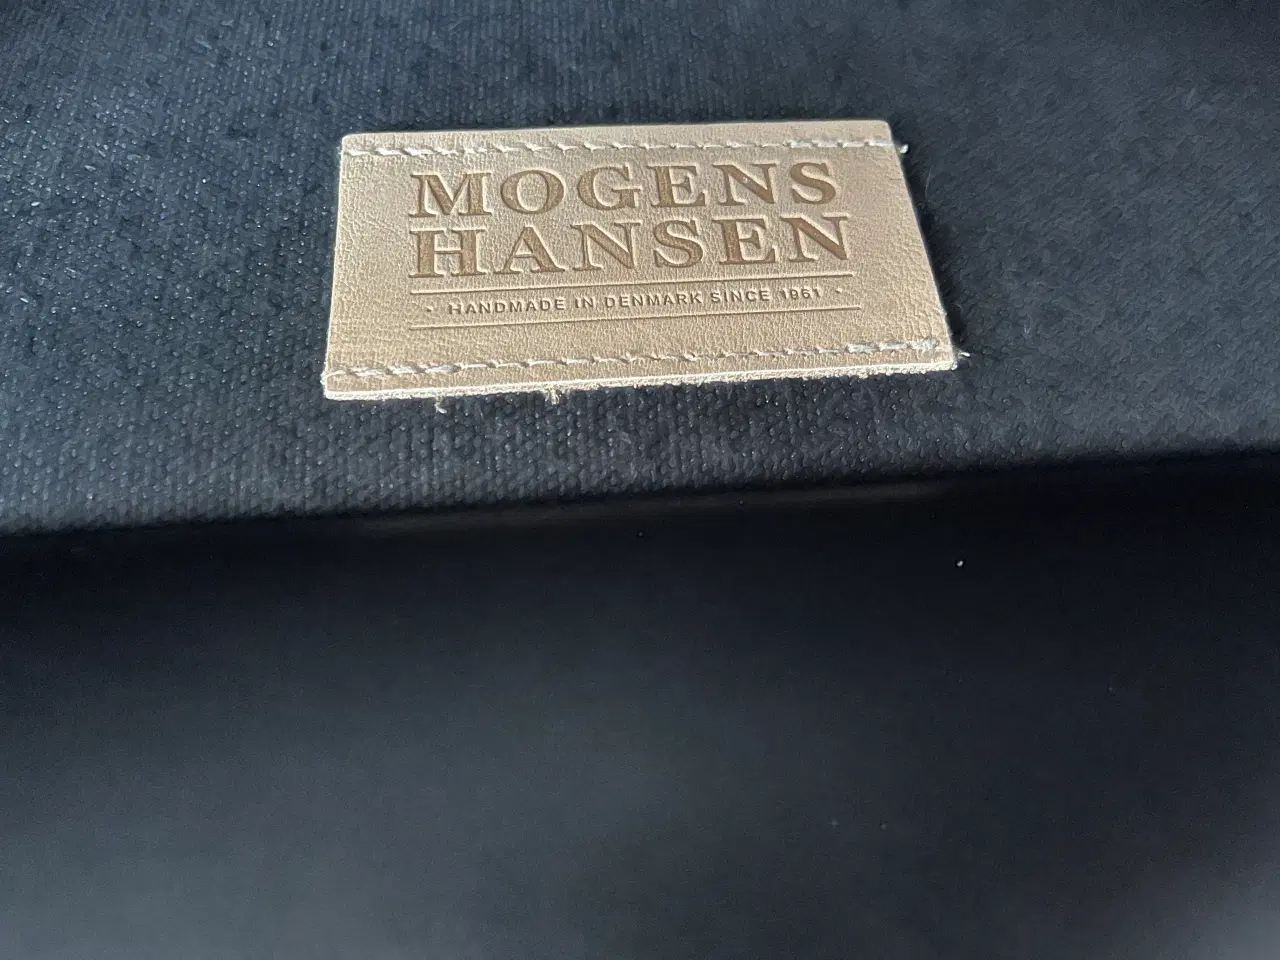 MOGENS
HANSEN
· HANDMADE IN DENMARK SINCE 1961 ·